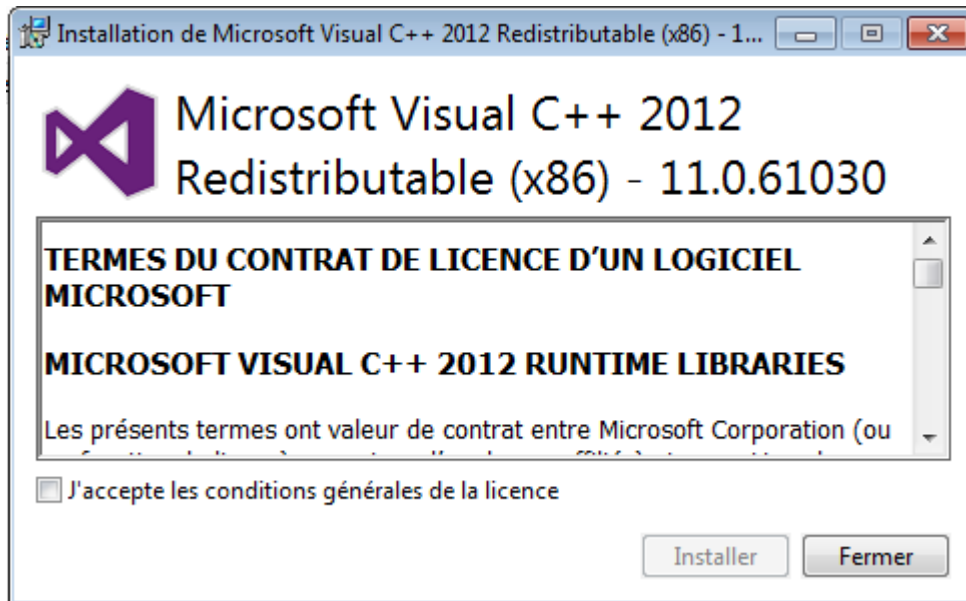 Installation de Microsoft Visual C++ 2012 Redistributable (x86) - 1...
Microsoft Visual C++ 2012
Redistributable (x86) - 11.0.61030
TERMES DU CONTRAT DE LICENCE D’UN LOGICIEL
MICROSOFT
MICROSOFT VISUAL C++ 2012 RUNTIME LIBRARIES
Les présents termes ont valeur de contrat entre Microsoft Corporation (ou
J'accepte les conditions générales de la licence
Installer
Fermer